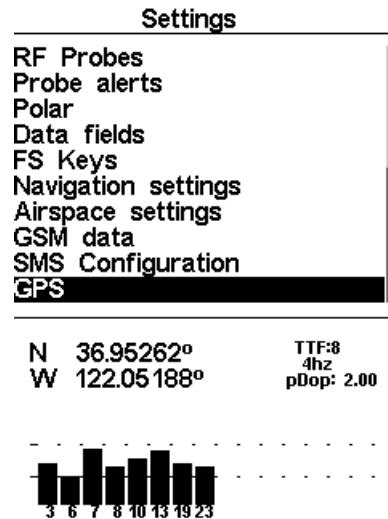 Settings
RF Probes
Probe alerts
Polar
Data fields
FS Keys
Navigation settings
Airspace settings
GSM data
SMS Configuration
GPS
N 36.95262º TTF:8
4hz
W 122.05188º pDop: 2.00
3 6 7 8 10 13 19 23